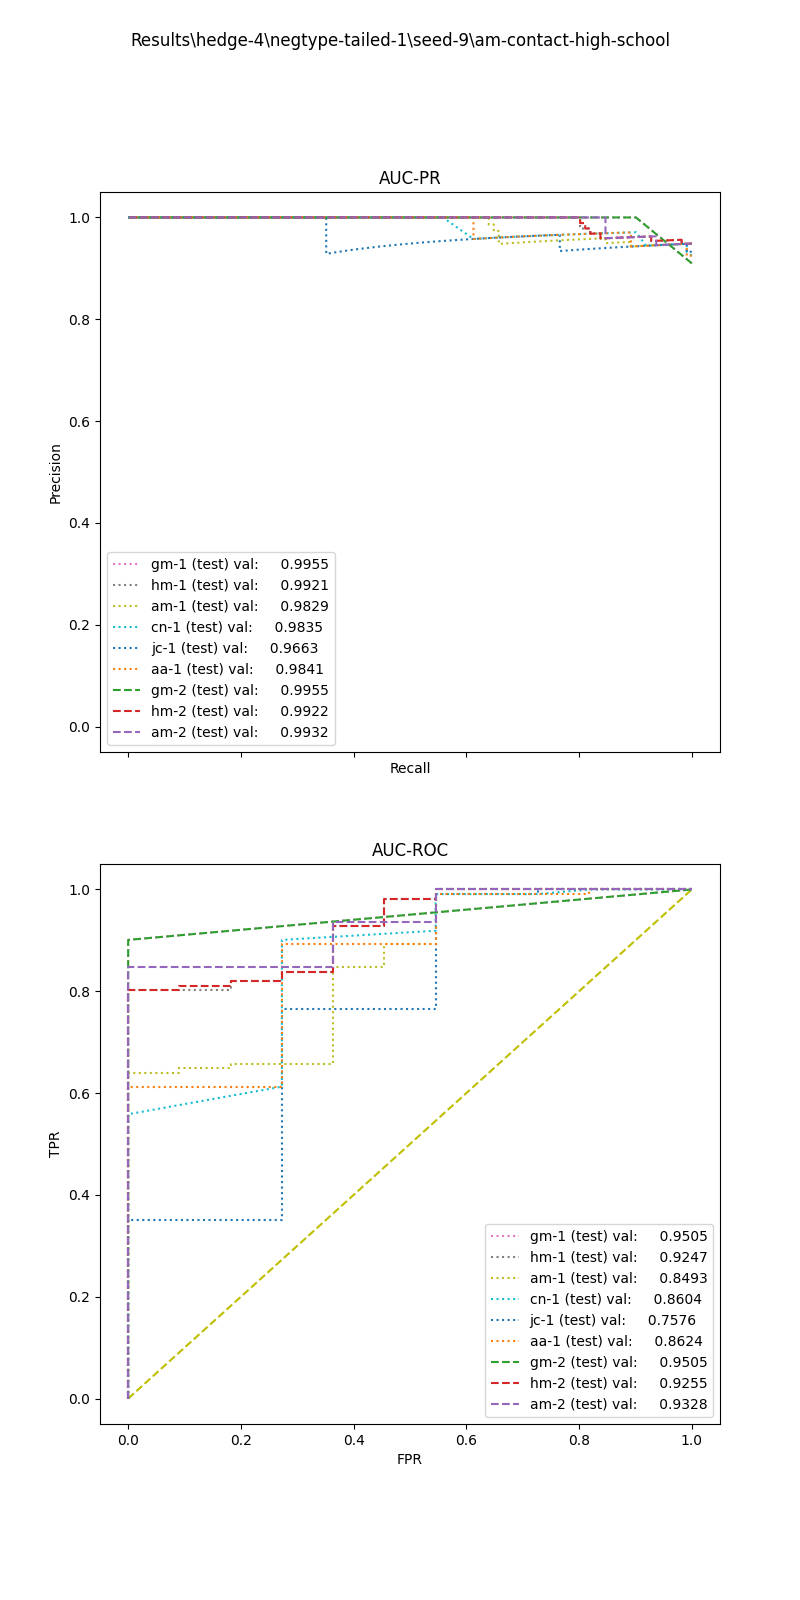 Results\hedge-4\negtype-tailed-1\seed-9\am-contact-high-school
AUC-PR
1.0
0.8
0.6
0.4
0.2
0.0
Precision
gm-1 (test) val: 0.9955
hm-1 (test) val: 0.9921
am-1 (test) val: 0.9829
cn-1 (test) val: 0.9835
jc-1 (test) val: 0.9663
aa-1 (test) val: 0.9841
gm-2 (test) val: 0.9955
hm-2 (test) val: 0.9922
am-2 (test) val: 0.9932
Recall
AUC-ROC
1.0
0.8
0.6
0.4
0.2
0.0
TPR
gm-1 (test) val: 0.9505
hm-1 (test) val: 0.9247
am-1 (test) val: 0.8493
cn-1 (test) val: 0.8604
jc-1 (test) val: 0.7576
aa-1 (test) val: 0.8624
gm-2 (test) val: 0.9505
hm-2 (test) val: 0.9255
am-2 (test) val: 0.9328
0.0 0.2 0.4 0.6 0.8 1.0
FPR